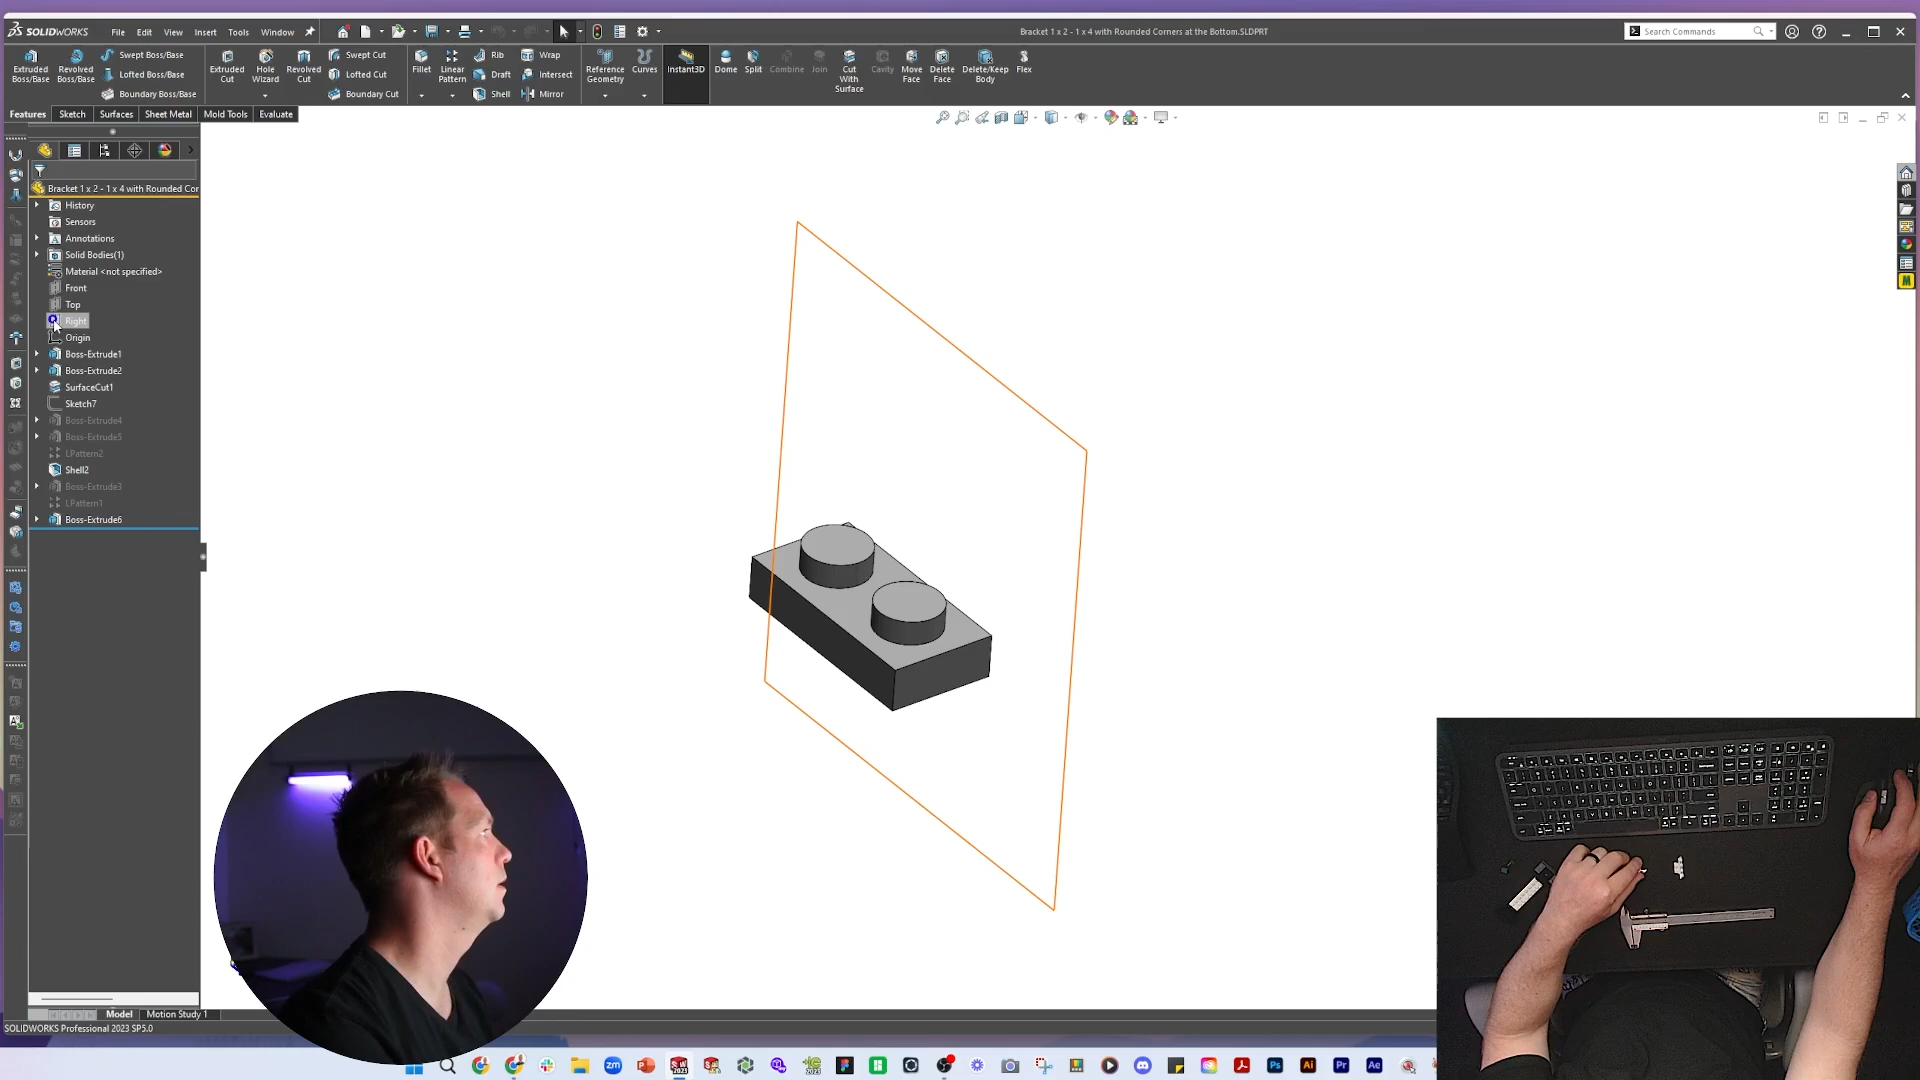 SOLIDWORKS File Edit View Insert Tools Window
Bracket 1 x 2 - 1 x 4 with Rounded Corners at the Bottom.SLDPRT
Search Commands
Extruded Boss/Base
Revolved Boss/Base
Swept Boss/Base
Lofted Boss/Base
Boundary Boss/Base
Extruded Cut
Hole Wizard
Revolved Cut
Swept Cut
Lofted Cut
Boundary Cut
Fillet
Linear Pattern
Rib
Draft
Shell
Wrap
Intersect
Mirror
Reference Geometry
Curves
Instant3D
Dome
Split
Combine
Join
Cut With Surface
Cavity
Move Face
Delete Face
Delete/Keep Body
Flex
Features Sketch Surfaces Sheet Metal Mold Tools Evaluate
Bracket 1 x 2 - 1 x 4 with Rounded Cor
History
Sensors
Annotations
Solid Bodies(1)
Material <not specified>
Front
Top
Right
Origin
Boss-Extrude1
Boss-Extrude2
SurfaceCut1
Sketch7
Boss-Extrude4
Boss-Extrude5
LPattern2
Shell2
Boss-Extrude3
LPattern1
Boss-Extrude6
Model Motion Study 1
SOLIDWORKS Professional 2023 SP5.0